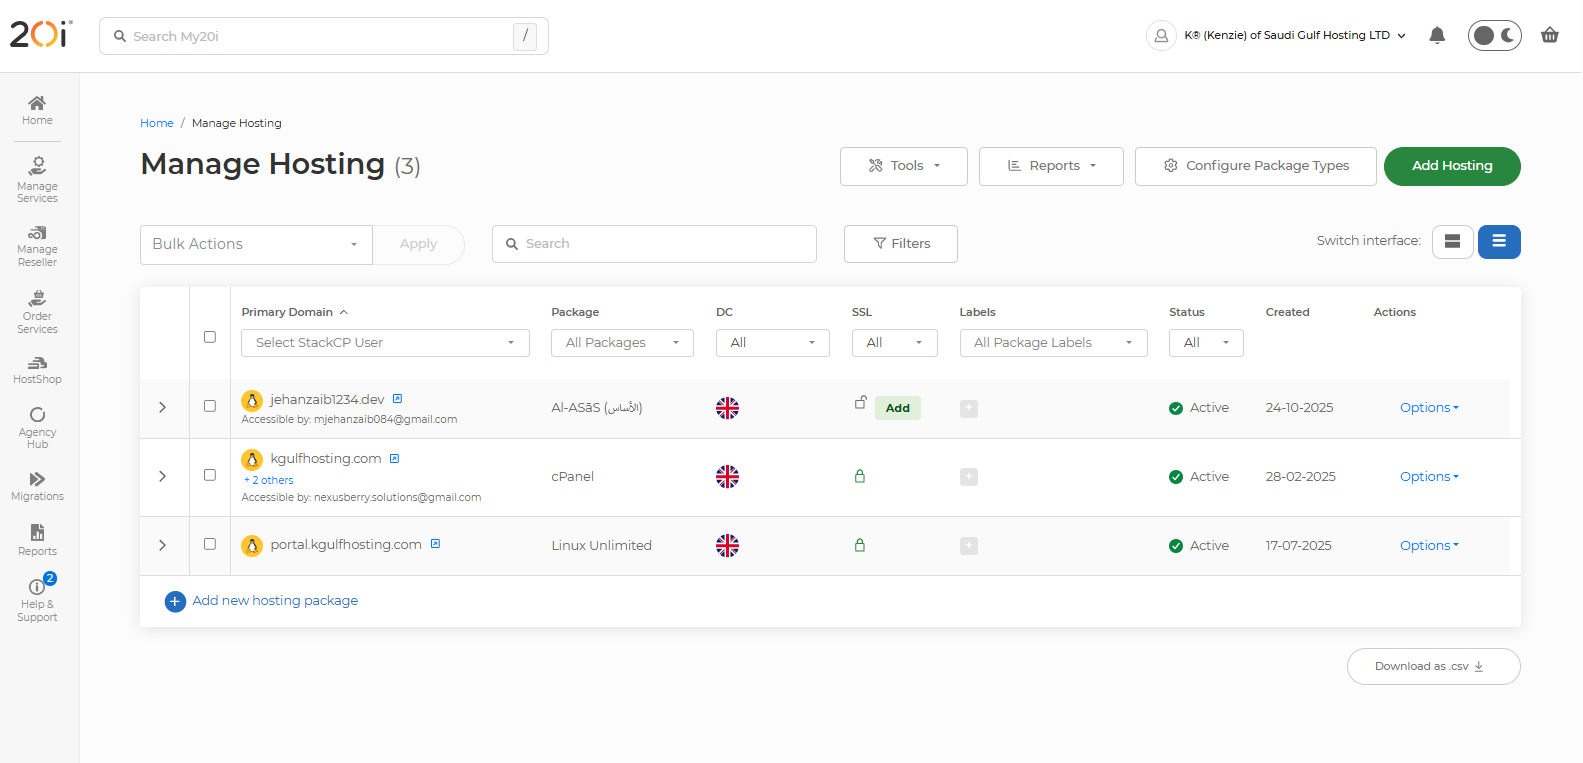 20i
Search My20i /
K® (Kenzie) of Saudi Gulf Hosting LTD
Home
Manage
Services
Manage
Reseller
Order
Services
HostShop
Agency
Hub
Migrations
Reports
2
Help &
Support
Home / Manage Hosting
Manage Hosting (3)
Tools Reports Configure Package Types Add Hosting
Bulk Actions Apply Search Filters Switch interface:
Primary Domain Package DC SSL Labels Status Created Actions
Select StackCP User All Packages All All All Package Labels All
jehanzaib1234.dev
Accessible by: mjehanzaib084@gmail.com
Al-ASāS (الأساس) Add + Active 24-10-2025 Options
kgulfhosting.com
+ 2 others
Accessible by: nexusberry.solutions@gmail.com
cPanel + Active 28-02-2025 Options
portal.kgulfhosting.com Linux Unlimited + Active 17-07-2025 Options
+ Add new hosting package
Download as .csv